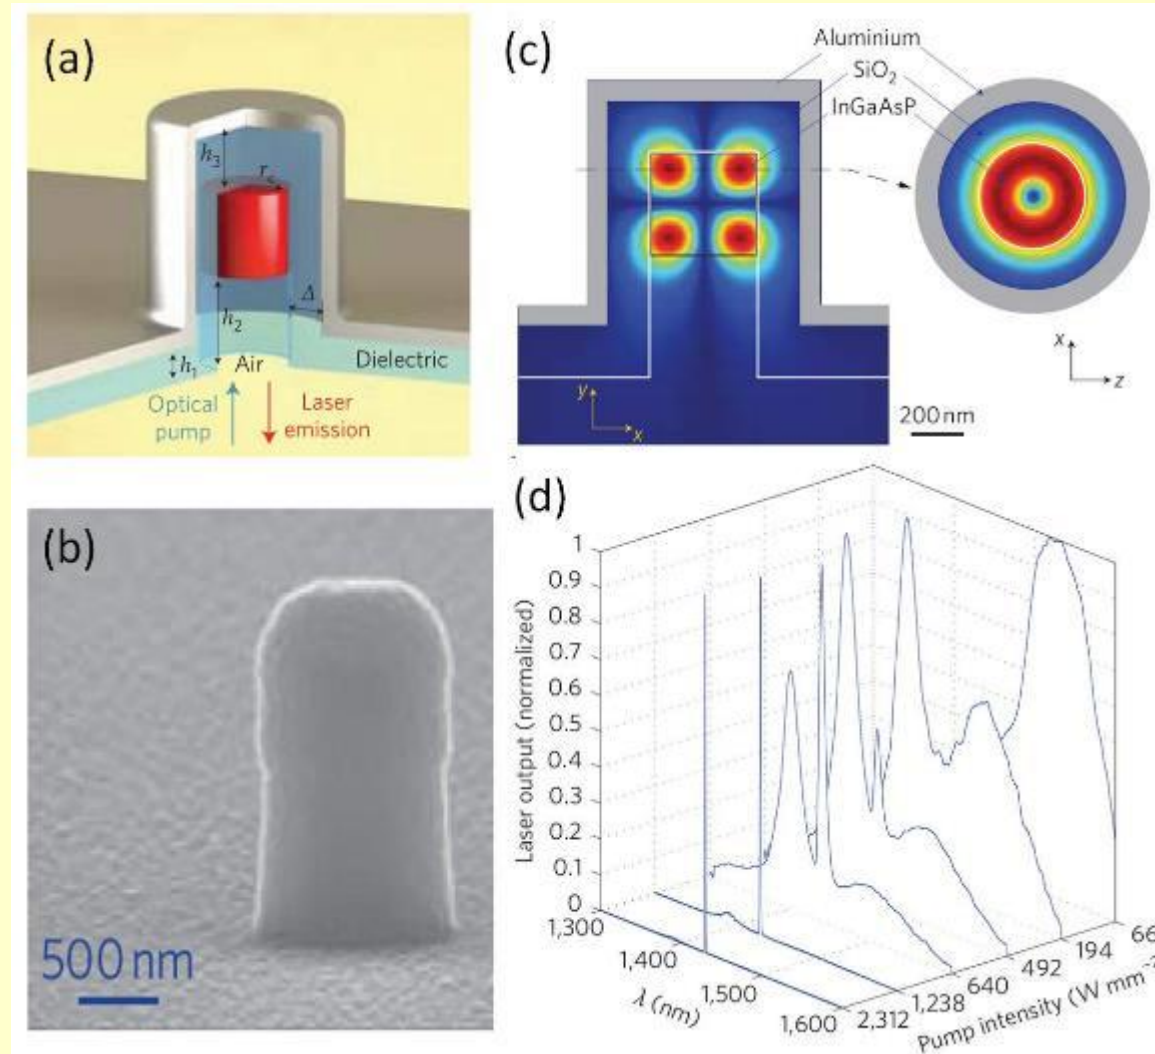 (a)
h3
rc
Δ
h2
h1
Air
Dielectric
Optical
pump
Laser
emission
(b)
500 nm
(c)
Aluminium
SiO2
InGaAsP
y
x
x
z
200 nm
(d)
Laser output (normalized)
1
0.9
0.8
0.7
0.6
0.5
0.4
0.3
0.2
0.1
0
1,300
1,400
1,500
1,600
λ (nm)
2,312
1,238
640
492
194
66
Pump intensity (W mm⁻²